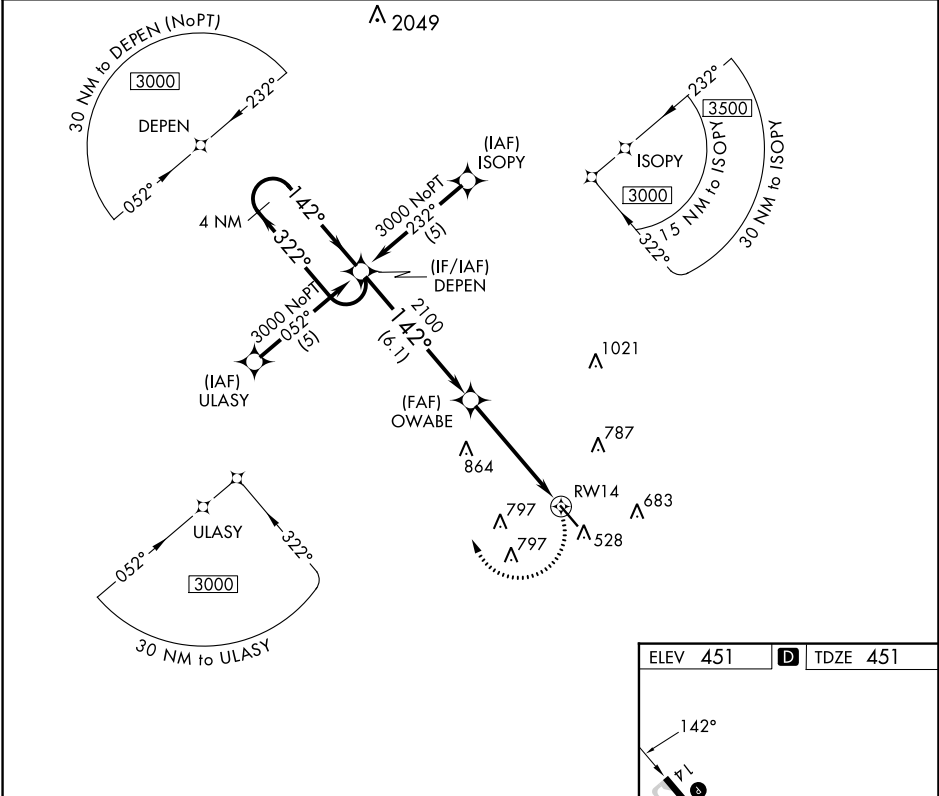 2049
30 NM to DEPEN (NoPT)
3000
232°
DEPEN
052°
232°
3500
ISOPY
3000
15 NM to ISOPY
30 NM to ISOPY
322°
(IAF)
ISOPY
3000 NoPT
232°
(5)
4 NM
142°
322°
(IF/IAF)
DEPEN
3000 NoPT
052°
(5)
2100
142°
(6.1)
(IAF)
ULASY
1021
(FAF)
OWABE
787
864
RW14
683
797
528
797
ULASY
052°
322°
3000
30 NM to ULASY
ELEV 451 D TDZE 451
142°
14
P